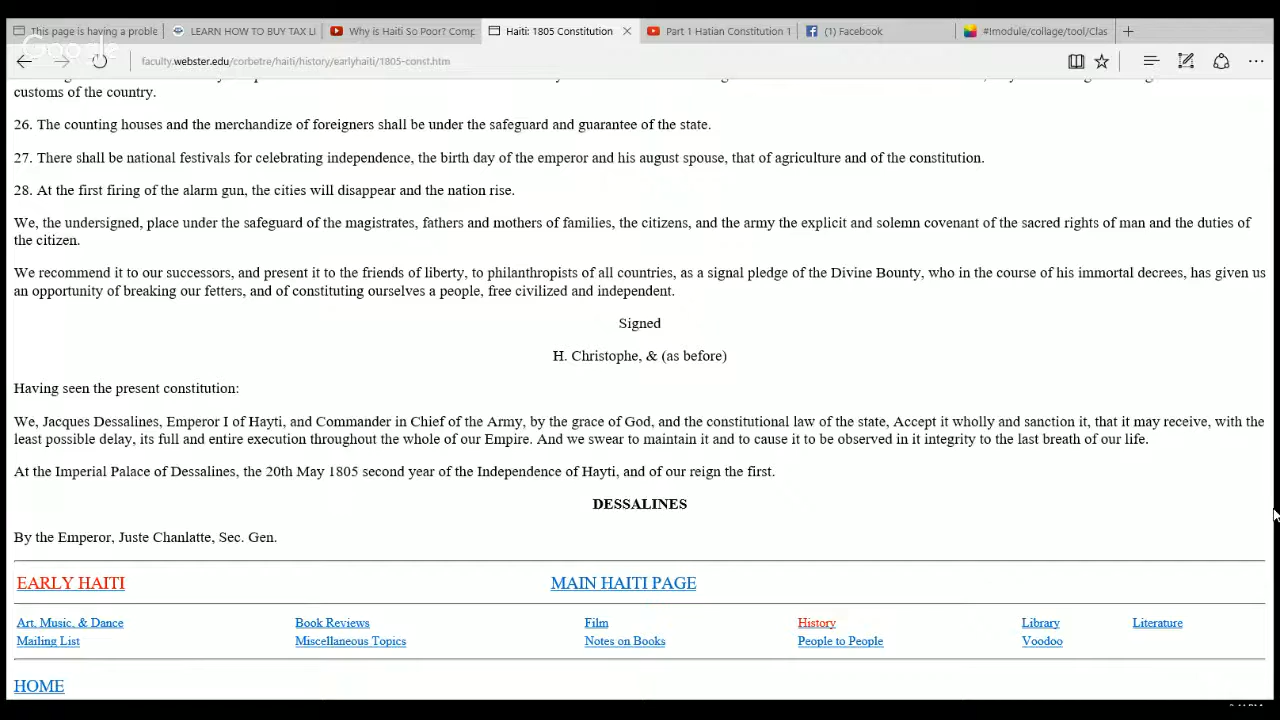 This page is having a proble
LEARN HOW TO BUY TAX LI
Why is Haiti So Poor? Comp
Haiti: 1805 Constitution
Part 1 Hatian Constitution 1
(1) Facebook
#!module/collage/tool/Clas
Google
faculty.webster.edu/corbetre/haiti/history/earlyhaiti/1805-const.htm
customs of the country.
26. The counting houses and the merchandize of foreigners shall be under the safeguard and guarantee of the state.
27. There shall be national festivals for celebrating independence, the birth day of the emperor and his august spouse, that of agriculture and of the constitution.
28. At the first firing of the alarm gun, the cities will disappear and the nation rise.
We, the undersigned, place under the safeguard of the magistrates, fathers and mothers of families, the citizens, and the army the explicit and solemn covenant of the sacred rights of man and the duties of
the citizen.
We recommend it to our successors, and present it to the friends of liberty, to philanthropists of all countries, as a signal pledge of the Divine Bounty, who in the course of his immortal decrees, has given us
an opportunity of breaking our fetters, and of constituting ourselves a people, free civilized and independent.
Signed
H. Christophe, & (as before)
Having seen the present constitution:
We, Jacques Dessalines, Emperor I of Hayti, and Commander in Chief of the Army, by the grace of God, and the constitutional law of the state, Accept it wholly and sanction it, that it may receive, with the
least possible delay, its full and entire execution throughout the whole of our Empire. And we swear to maintain it and to cause it to be observed in it integrity to the last breath of our life.
At the Imperial Palace of Dessalines, the 20th May 1805 second year of the Independence of Hayti, and of our reign the first.
DESSALINES
By the Emperor, Juste Chanlatte, Sec. Gen.
EARLY HAITI MAIN HAITI PAGE
Art, Music, & Dance Book Reviews Film History Library Literature
Mailing List Miscellaneous Topics Notes on Books People to People Voodoo
HOME